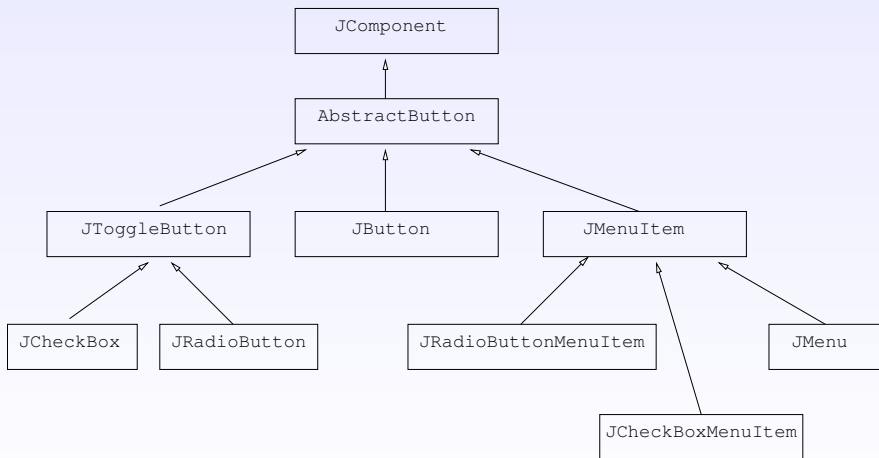 JComponent
AbstractButton
JToggleButton
JButton
JMenuItem
JCheckBox
JRadioButton
JRadioButtonMenuItem
JMenu
JCheckBoxMenuItem